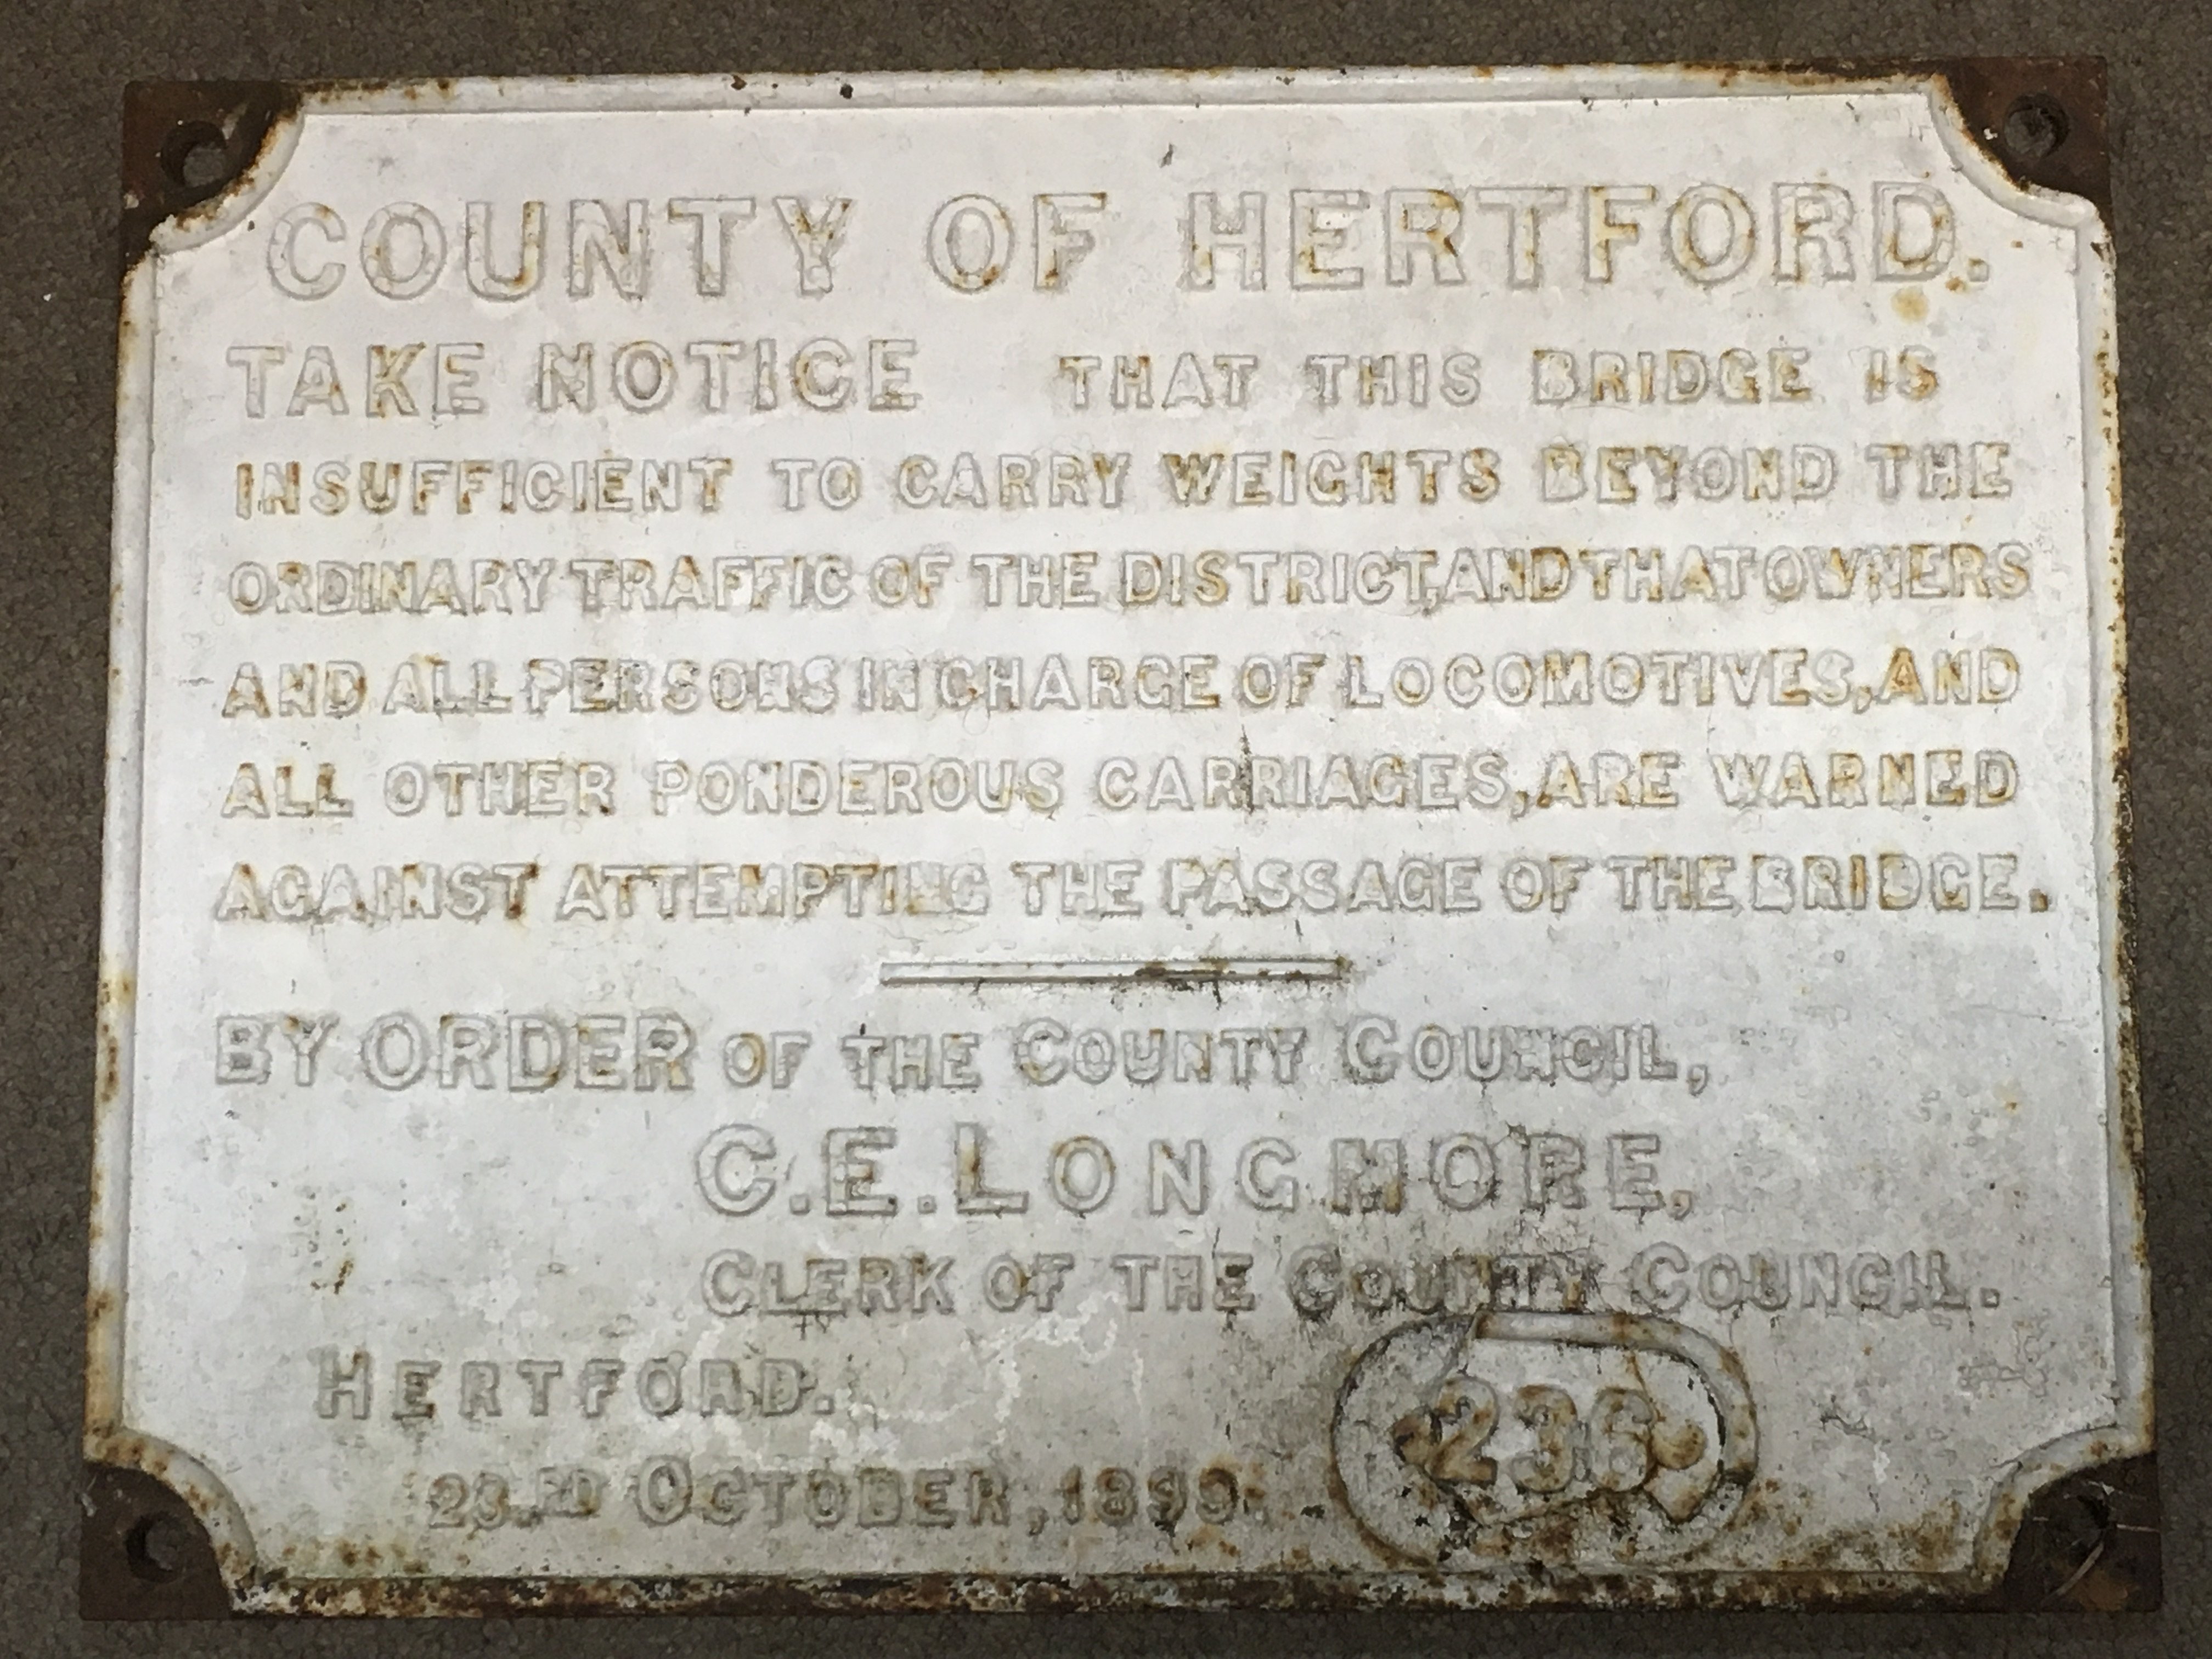 COUNTY OF HERTFORD.
TAKE NOTICE THAT THIS BRIDGE IS
INSUFFICIENT TO CARRY WEIGHTS BEYOND THE
ORDINARY TRAFFIC OF THE DISTRICT, AND THAT OWNERS
AND ALL PERSONS IN CHARGE OF LOCOMOTIVES, AND
ALL OTHER PONDEROUS CARRIAGES, ARE WARNED
AGAINST ATTEMPTING THE PASSAGE OF THE BRIDGE.
BY ORDER OF THE COUNTY COUNCIL,
C.E. LONGMORE,
CLERK OF THE COUNTY COUNCIL.
HERTFORD.
23RD OCTOBER, 1899.
236